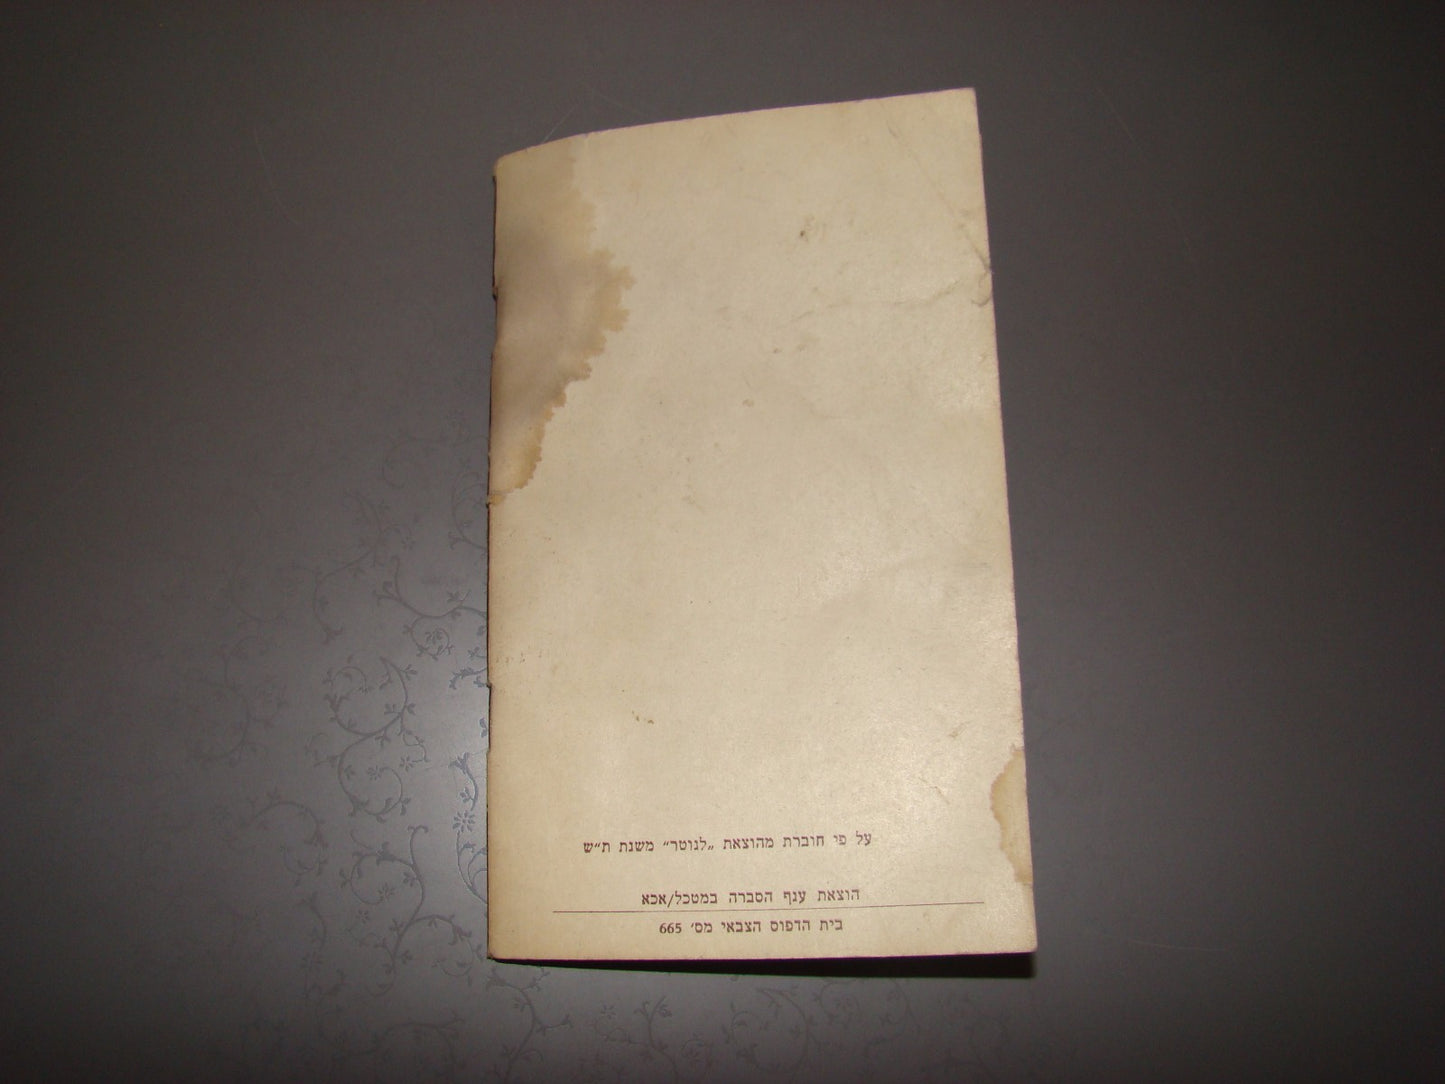 על פי חוברת מהוצאת „לנוטר״ משנת ת״ש
הוצאת ענף הסברה במטכל/אכא
בית הדפוס הצבאי מס׳ 665